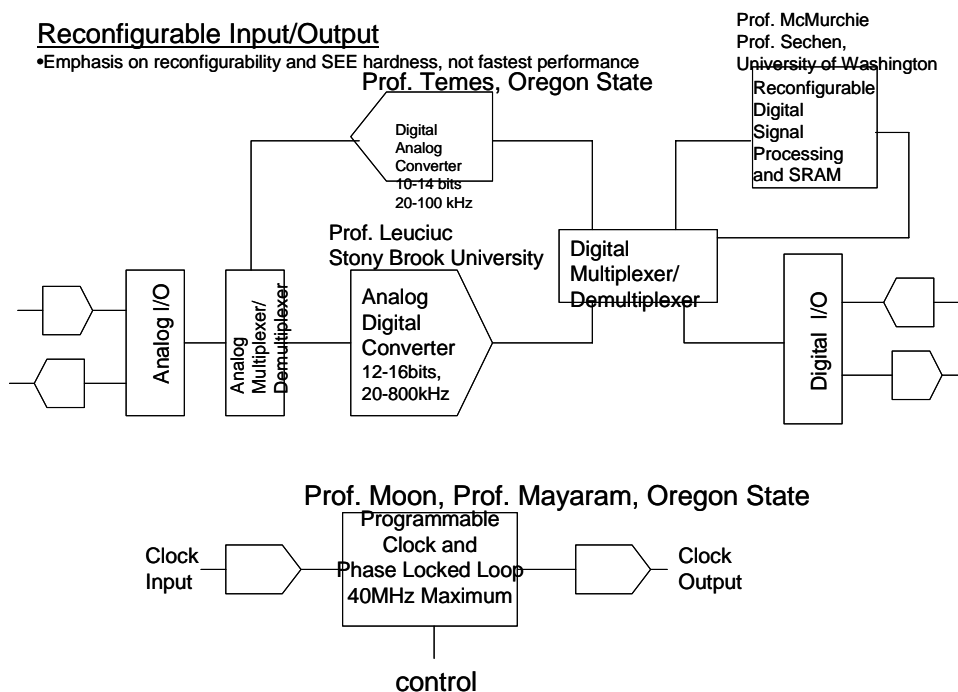 Reconfigurable Input/Output
•Emphasis on reconfigurability and SEE hardness, not fastest performance
Prof. McMurchie
Prof. Sechen,
University of Washington
Prof. Temes, Oregon State
Digital
Analog
Converter
10-14 bits
20-100 kHz
Reconfigurable
Digital
Signal
Processing
and SRAM
Prof. Leuciuc
Stony Brook University
Digital
Multiplexer/
Demultiplexer
Analog I/O
Analog
Multiplexer/
Demultiplexer
Analog
Digital
Converter
12-16bits,
20-800kHz
Digital I/O
Prof. Moon, Prof. Mayaram, Oregon State
Clock
Input
Programmable
Clock and
Phase Locked Loop
40MHz Maximum
Clock
Output
control